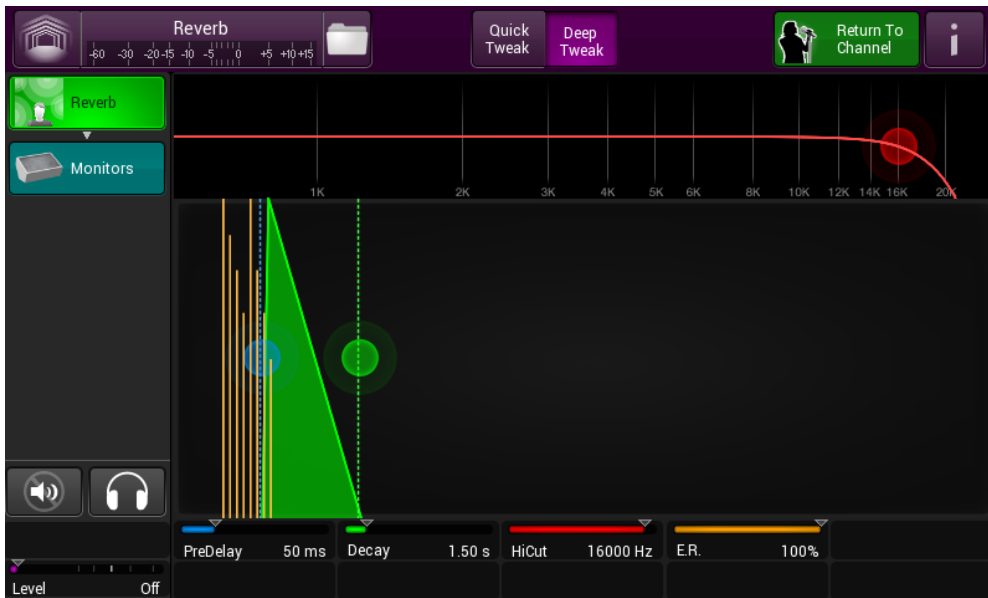 Reverb
-60 -30 -20 -15 -10 -5 0 +5 +10 +15
Quick
Tweak
Deep
Tweak
Return To
Channel
i
Reverb
Monitors
1K 2K 3K 4K 5K 6K 8K 10K 12K 14K 16K 20K
PreDelay 50 ms
Decay 1.50 s
HiCut 16000 Hz
E.R. 100%
Level Off